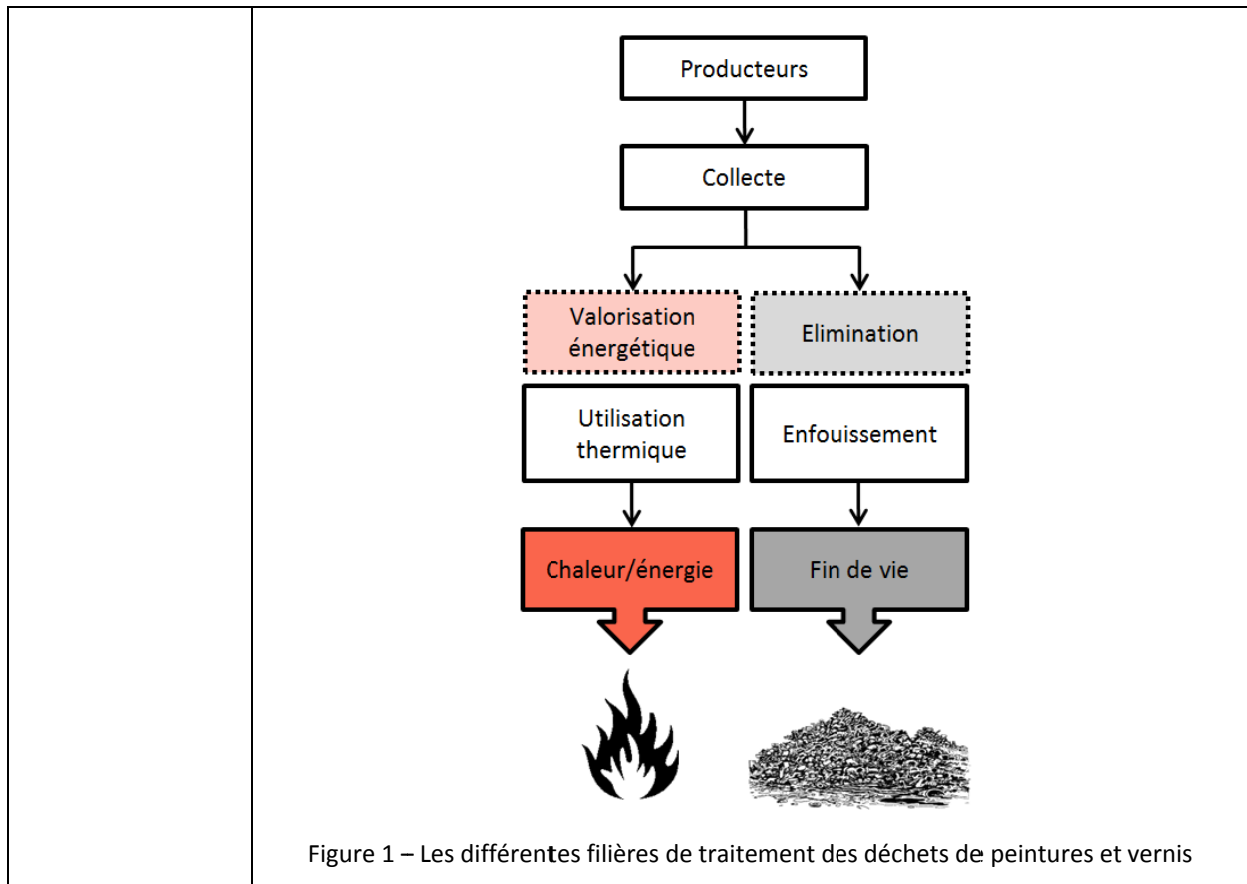 Producteurs
Collecte
Valorisation
énergétique
Elimination
Utilisation
thermique
Enfouissement
Chaleur/énergie
Fin de vie
Figure 1 – Les différentes filières de traitement des déchets de peintures et vernis